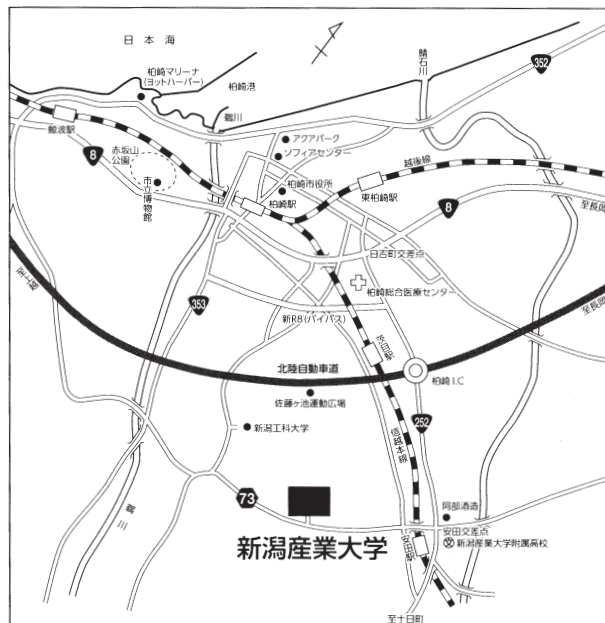 日本海
柏崎マリーナ
(ヨットハーバー)
柏崎港
鯖石川
352
鵜川
鯨波駅
アクアパーク
赤坂山
公園
8
ソフィアセンター
越後線
市立博物館
柏崎市役所
柏崎駅
東柏崎駅
8
至長岡
日吉町交差点
至上越
353
柏崎総合医療センター
新R8(バイパス)
茨目駅
至長岡
北陸自動車道
柏崎I.C
佐藤ヶ池運動広場
252
新潟工科大学
信越本線
73
阿部酒造
鵜川
安田交差点
新潟産業大学
安田駅
文
新潟産業大学附属高校
至十日町